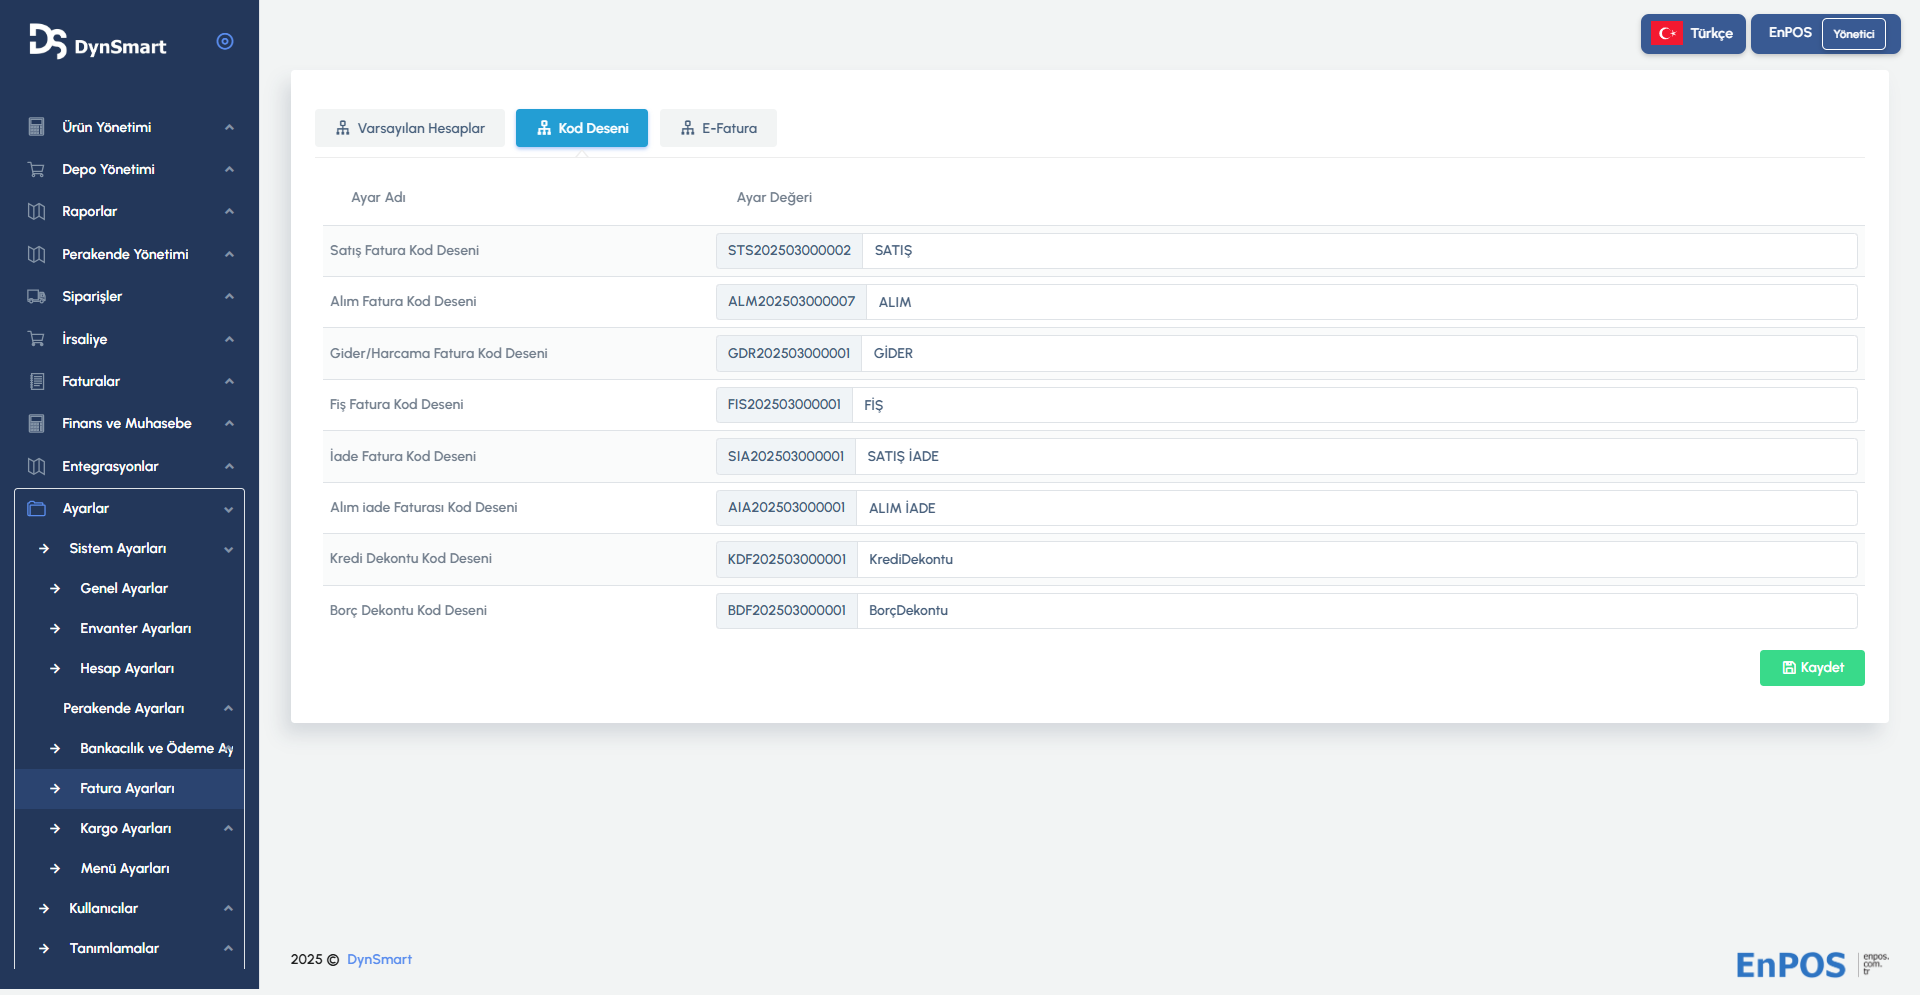 DynSmart
Türkçe
EnPOS
Yönetici
Ürün Yönetimi
Depo Yönetimi
Raporlar
Perakende Yönetimi
Siparişler
İrsaliye
Faturalar
Finans ve Muhasebe
Entegrasyonlar
Ayarlar
Sistem Ayarları
Genel Ayarlar
Envanter Ayarları
Hesap Ayarları
Perakende Ayarları
Bankacılık ve Ödeme Ay
Fatura Ayarları
Kargo Ayarları
Menü Ayarları
Kullanıcılar
Tanımlamalar
Varsayılan Hesaplar
Kod Deseni
E-Fatura
Ayar Adı Ayar Değeri
Satış Fatura Kod Deseni STS202503000002 SATIŞ
Alım Fatura Kod Deseni ALM202503000007 ALIM
Gider/Harcama Fatura Kod Deseni GDR202503000001 GİDER
Fiş Fatura Kod Deseni FIS202503000001 FİŞ
İade Fatura Kod Deseni SIA202503000001 SATIŞ İADE
Alım iade Faturası Kod Deseni AIA202503000001 ALIM İADE
Kredi Dekontu Kod Deseni KDF202503000001 KrediDekontu
Borç Dekontu Kod Deseni BDF202503000001 BorçDekontu
Kaydet
2025 © DynSmart
EnPOS
enpos.
com.
tr